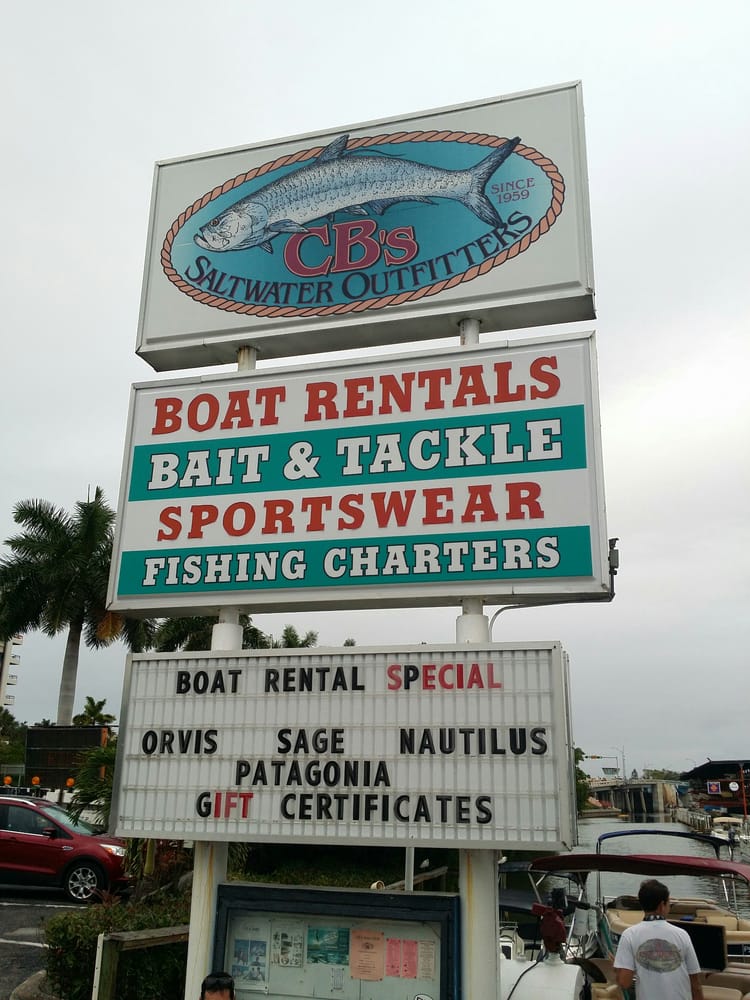 SINCE
1959
CB's
SALTWATER OUTFITTERS
BOAT RENTALS
BAIT & TACKLE
SPORTSWEAR
FISHING CHARTERS
BOAT RENTAL SPECIAL
ORVIS SAGE NAUTILUS
PATAGONIA
GIFT CERTIFICATES